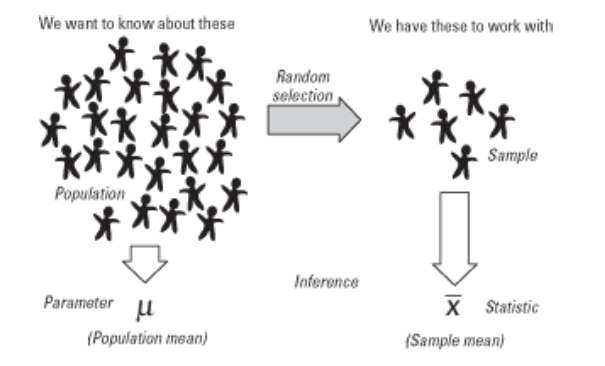 We want to know about these
We have these to work with
Random
selection
Sample
Population
Inference
Parameter μ
x̄ Statistic
(Population mean)
(Sample mean)